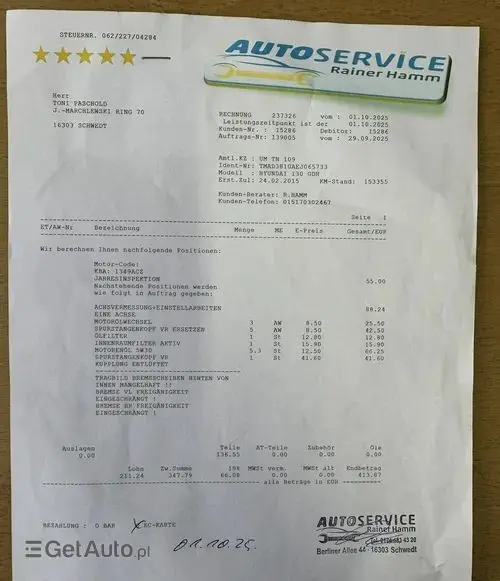 STEUERNR. 062/227/04284
AUTOSERVICE
Rainer Hamm
Herr
TONI PASCHOLD
J.-MARCHLEWSKI RING 70
16303 SCHWEDT
RECHNUNG 237326 vom : 01.10.2025
Leistungszeitpunkt ist der 01.10.2025
Kunden-Nr. : 15286 Debitor: 15286
Auftrags-Nr: 139005 vom : 29.09.2025
Amtl.KZ : UM TN 109
Ident-Nr: TMAD381GAEJ065733
Modell : HYUNDAI I30 GDH
Erst.Zul: 24.02.2015 KM-Stand: 153355
Kunden-Berater: R.HAMM
Kunden-Telefon: 015170302467
Seite 1
ET/AW-Nr Bezeichnung Menge ME E-Preis Gesamt/EUR
Wir berechnen Ihnen nachfolgende Positionen:
Motor-Code:
KBA: 1349ACZ
JAHRESINSPEKTION 55.00
Nachstehende Positionen werden
wie folgt in Auftrag gegeben:
ACHSVERMESSUNG+EINSTELLARBEITEN 88.24
EINE ACHSE
MOTORÖLWECHSEL 3 AW 8.50 25.50
SPURSTANGENKOPF VR ERSETZEN 5 AW 8.50 42.50
ÖLFILTER 1 St 12.80 12.80
INNENRAUMFILTER AKTIV 1 St 15.90 15.90
MOTORENÖL 5W30 5.3 St 12.50 66.25
SPURSTANGENKOPF VR 1 St 41.60 41.60
KUPPLUNG ENTLÜFTET
TRAGBILD BREMSSCHEIBEN HINTEN VON
INNEN MANGELHAFT !!
BREMSE VL FREIGÄNGIGKEIT
EINGESCHRÄNGT !
BREMSE HR FREIGÄNGIGKEIT
EINGESCHRÄNGT !
Auslagen Teile AT-Teile Zubehör Öle
0.00 136.55 0.00 0.00 0.00
Lohn Zw.Summe 19% MWSt verm. MWSt alt Endbetrag
211.24 347.79 66.08 0.00 0.00 413.87
alle Beträge in EUR
BEZAHLUNG : O BAR EC-KARTE
01.10.25.
AUTOSERVICE
Rainer Hamm
Berliner Allee 44 - 16303 Schwedt
GetAuto.pl